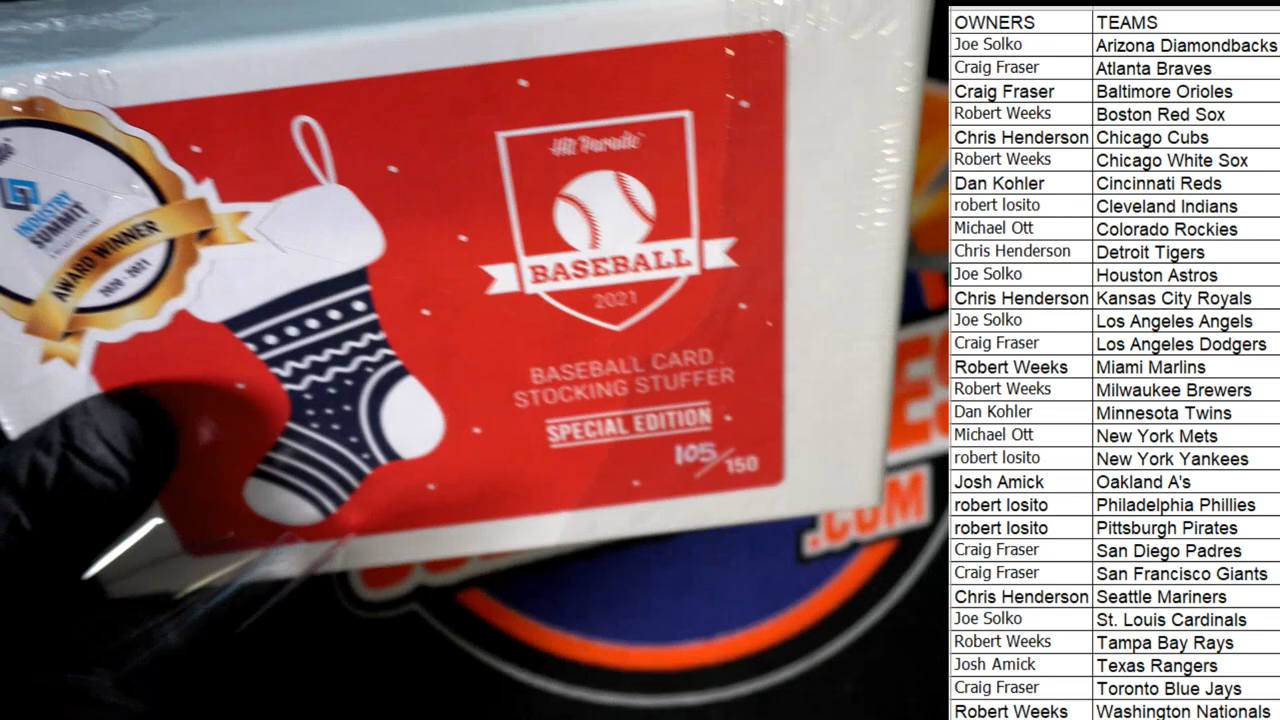 INDUSTRY
SUMMIT
AWARD WINNER
2020 - 2021
Hit Parade
BASEBALL
2021
BASEBALL CARD
STOCKING STUFFER
SPECIAL EDITION
105/150
.COM
OWNERS TEAMS
Joe Solko Arizona Diamondbacks
Craig Fraser Atlanta Braves
Craig Fraser Baltimore Orioles
Robert Weeks Boston Red Sox
Chris Henderson Chicago Cubs
Robert Weeks Chicago White Sox
Dan Kohler Cincinnati Reds
robert losito Cleveland Indians
Michael Ott Colorado Rockies
Chris Henderson Detroit Tigers
Joe Solko Houston Astros
Chris Henderson Kansas City Royals
Joe Solko Los Angeles Angels
Craig Fraser Los Angeles Dodgers
Robert Weeks Miami Marlins
Robert Weeks Milwaukee Brewers
Dan Kohler Minnesota Twins
Michael Ott New York Mets
robert losito New York Yankees
Josh Amick Oakland A's
robert losito Philadelphia Phillies
robert losito Pittsburgh Pirates
Craig Fraser San Diego Padres
Craig Fraser San Francisco Giants
Chris Henderson Seattle Mariners
Joe Solko St. Louis Cardinals
Robert Weeks Tampa Bay Rays
Josh Amick Texas Rangers
Craig Fraser Toronto Blue Jays
Robert Weeks Washington Nationals